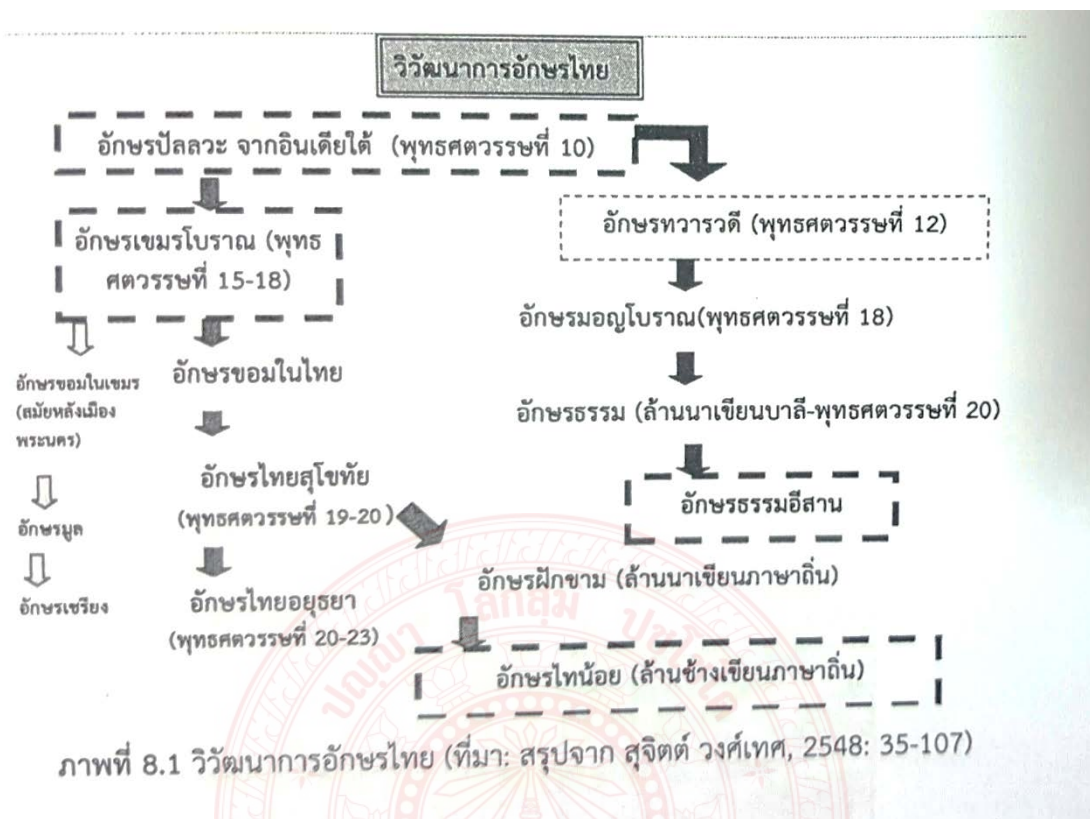 วิวัฒนาการอักษรไทย
อักษรปัลลวะ จากอินเดียใต้ (พุทธศตวรรษที่ 10)
อักษรทวารวดี (พุทธศตวรรษที่ 12)
อักษรเขมรโบราณ (พุทธ
ศตวรรษที่ 15-18)
อักษรมอญโบราณ(พุทธศตวรรษที่ 18)
อักษรขอมในเขมร
(สมัยหลังเมือง
พระนคร)
อักษรขอมในไทย
อักษรธรรม (ล้านนาเขียนบาลี-พุทธศตวรรษที่ 20)
อักษรไทยสุโขทัย
(พุทธศตวรรษที่ 19-20)
อักษรธรรมอีสาน
อักษรมูล
อักษรฝักขาม (ล้านนาเขียนภาษาถิ่น)
อักษรเชรียง
อักษรไทยอยุธยา
(พุทธศตวรรษที่ 20-23)
อักษรไทน้อย (ล้านช้างเขียนภาษาถิ่น)
ภาพที่ 8.1 วิวัฒนาการอักษรไทย (ที่มา: สรุปจาก สุจิตต์ วงศ์เทศ, 2548: 35-107)
ปญฺญา โลกสฺมิ ปชฺโชโต